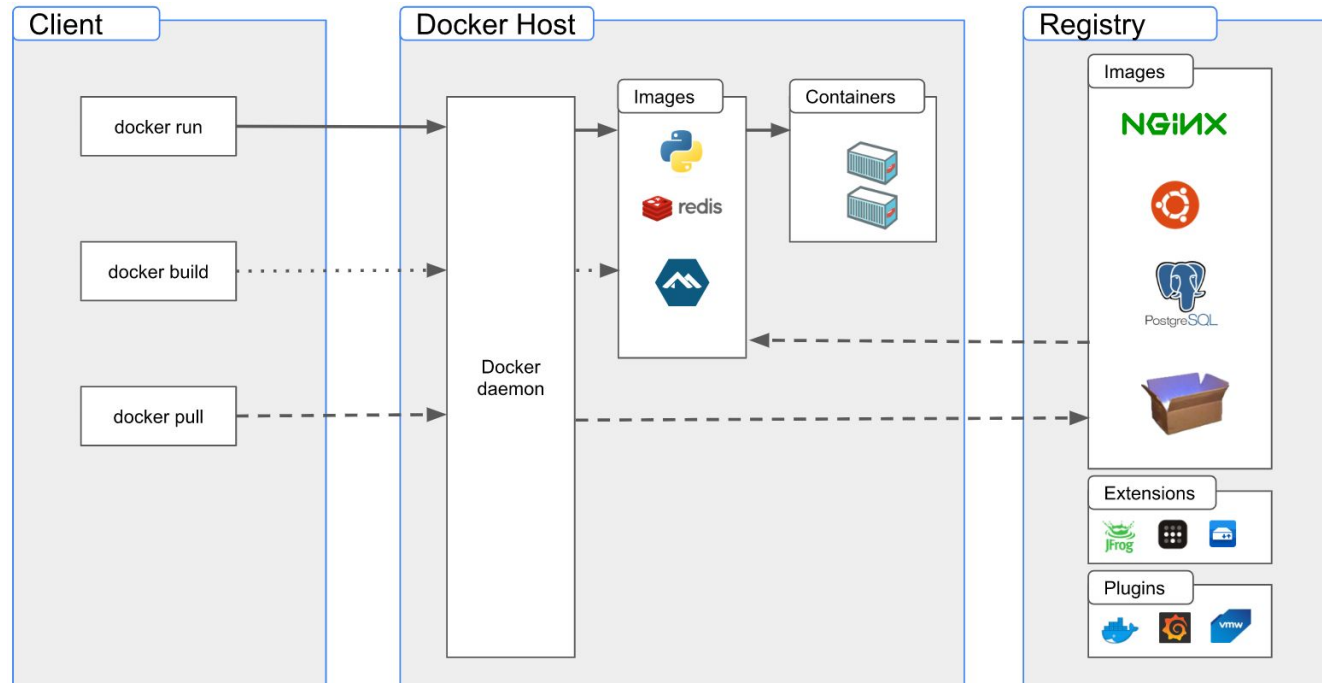 Client
Docker Host
Registry
docker run
docker build
docker pull
Docker
daemon
Images
redis
Containers
Images
NGINX
PostgreSQL
Extensions
JFrog
Plugins
vmw